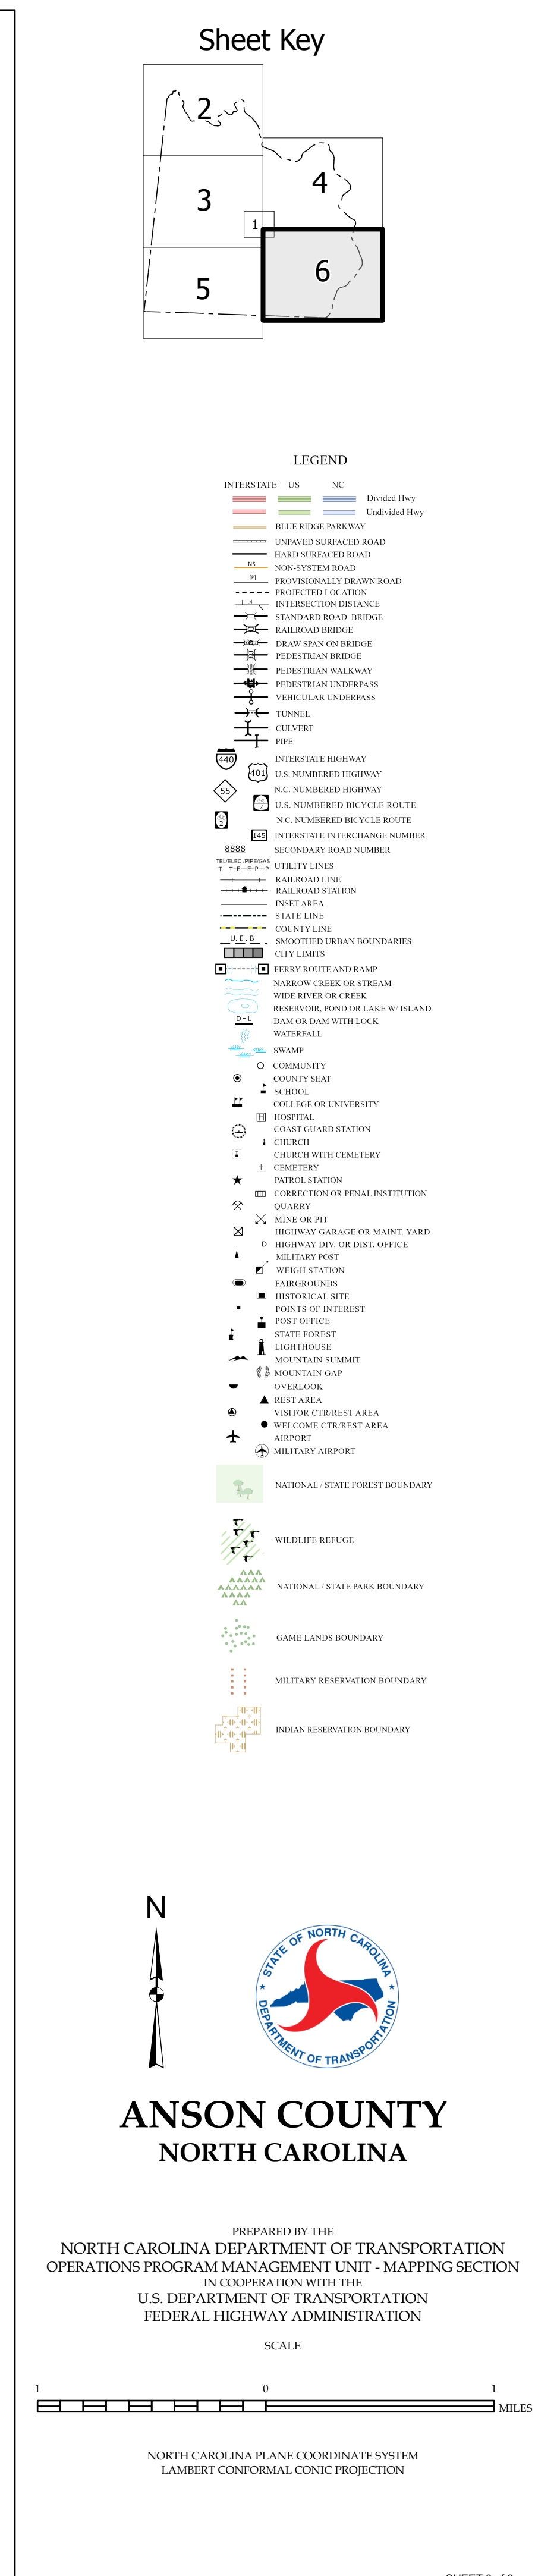 Sheet Key
2
4
3
1
6
5
LEGEND
INTERSTATE US NC
Divided Hwy
Undivided Hwy
BLUE RIDGE PARKWAY
UNPAVED SURFACED ROAD
HARD SURFACED ROAD
NS NON-SYSTEM ROAD
[P] PROVISIONALLY DRAWN ROAD
PROJECTED LOCATION
INTERSECTION DISTANCE
STANDARD ROAD BRIDGE
RAILROAD BRIDGE
DRAW SPAN ON BRIDGE
PEDESTRIAN BRIDGE
PEDESTRIAN WALKWAY
PEDESTRIAN UNDERPASS
VEHICULAR UNDERPASS
TUNNEL
CULVERT
PIPE
440 INTERSTATE HIGHWAY
401 U.S. NUMBERED HIGHWAY
55 N.C. NUMBERED HIGHWAY
2 U.S. NUMBERED BICYCLE ROUTE
2 N.C. NUMBERED BICYCLE ROUTE
145 INTERSTATE INTERCHANGE NUMBER
8888 SECONDARY ROAD NUMBER
TEL/ELEC /PIPE/GAS
-T--T--E--E--P--P UTILITY LINES
RAILROAD LINE
RAILROAD STATION
INSET AREA
STATE LINE
COUNTY LINE
U. E. B SMOOTHED URBAN BOUNDARIES
CITY LIMITS
FERRY ROUTE AND RAMP
NARROW CREEK OR STREAM
WIDE RIVER OR CREEK
RESERVOIR, POND OR LAKE W/ ISLAND
D-L DAM OR DAM WITH LOCK
WATERFALL
SWAMP
COMMUNITY
COUNTY SEAT
SCHOOL
COLLEGE OR UNIVERSITY
H HOSPITAL
COAST GUARD STATION
CHURCH
CHURCH WITH CEMETERY
CEMETERY
PATROL STATION
CORRECTION OR PENAL INSTITUTION
QUARRY
MINE OR PIT
HIGHWAY GARAGE OR MAINT. YARD
D HIGHWAY DIV. OR DIST. OFFICE
MILITARY POST
WEIGH STATION
FAIRGROUNDS
HISTORICAL SITE
POINTS OF INTEREST
POST OFFICE
STATE FOREST
LIGHTHOUSE
MOUNTAIN SUMMIT
MOUNTAIN GAP
OVERLOOK
REST AREA
VISITOR CTR/REST AREA
WELCOME CTR/REST AREA
AIRPORT
MILITARY AIRPORT
NATIONAL / STATE FOREST BOUNDARY
WILDLIFE REFUGE
NATIONAL / STATE PARK BOUNDARY
GAME LANDS BOUNDARY
MILITARY RESERVATION BOUNDARY
INDIAN RESERVATION BOUNDARY
N
STATE OF NORTH CAROLINA
DEPARTMENT OF TRANSPORTATION
ANSON COUNTY
NORTH CAROLINA
PREPARED BY THE
NORTH CAROLINA DEPARTMENT OF TRANSPORTATION
OPERATIONS PROGRAM MANAGEMENT UNIT - MAPPING SECTION
IN COOPERATION WITH THE
U.S. DEPARTMENT OF TRANSPORTATION
FEDERAL HIGHWAY ADMINISTRATION
SCALE
1 0 1
MILES
NORTH CAROLINA PLANE COORDINATE SYSTEM
LAMBERT CONFORMAL CONIC PROJECTION